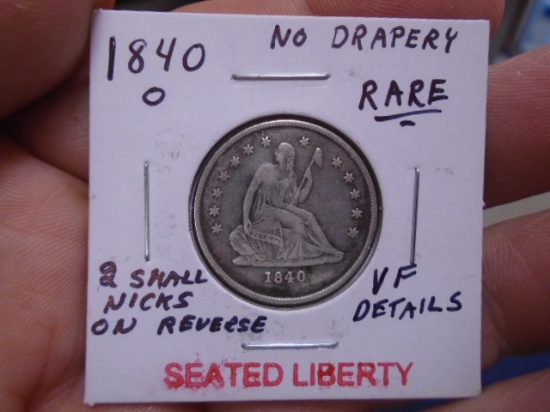 1840
O
NO DRAPERY
RARE
1840
2 SMALL
NICKS
ON REVERSE
VF
DETAILS
SEATED LIBERTY